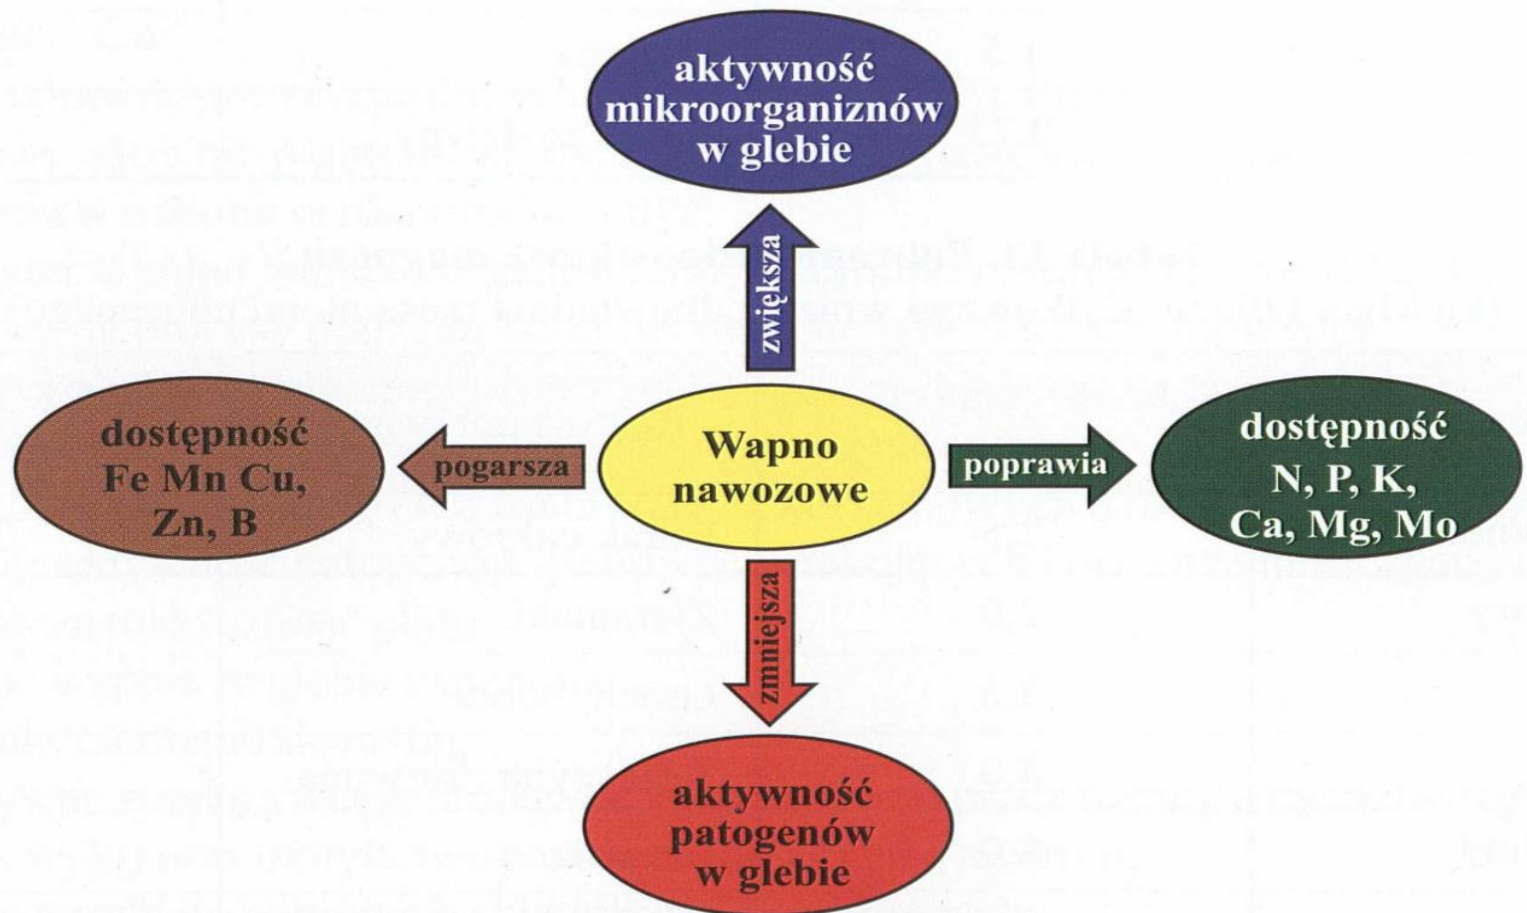 aktywność
mikroorganiznów
w glebie
zwiększa
dostępność
Fe Mn Cu,
Zn, B
pogarsza
Wapno
nawozowe
poprawia
dostępność
N, P, K,
Ca, Mg, Mo
zmniejsza
aktywność
patogenów
w glebie